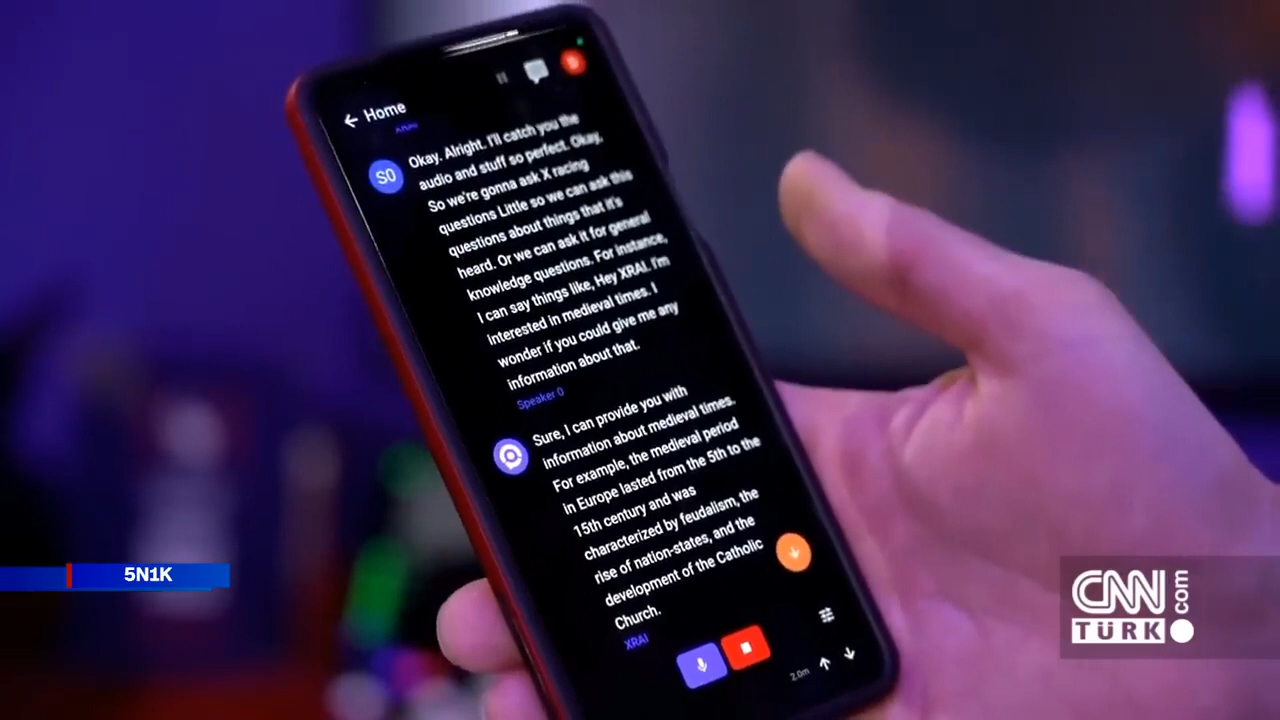 ← Home
XRAI
S0
Okay. Alright. I'll catch you the
audio and stuff so perfect. Okay,
So we're gonna ask X racing
questions Little so we can ask this
questions about things that it's
heard. Or we can ask it for general
knowledge questions. For instance,
I can say things like, Hey XRAI. I'm
interested in medieval times. I
wonder if you could give me any
information about that.
Speaker 0
Sure, I can provide you with
information about medieval times.
For example, the medieval period
in Europe lasted from the 5th to the
15th century and was
characterized by feudalism, the
rise of nation-states, and the
development of the Catholic
Church.
XRAI
2.0m
5N1K
CNN
TÜRK
.com